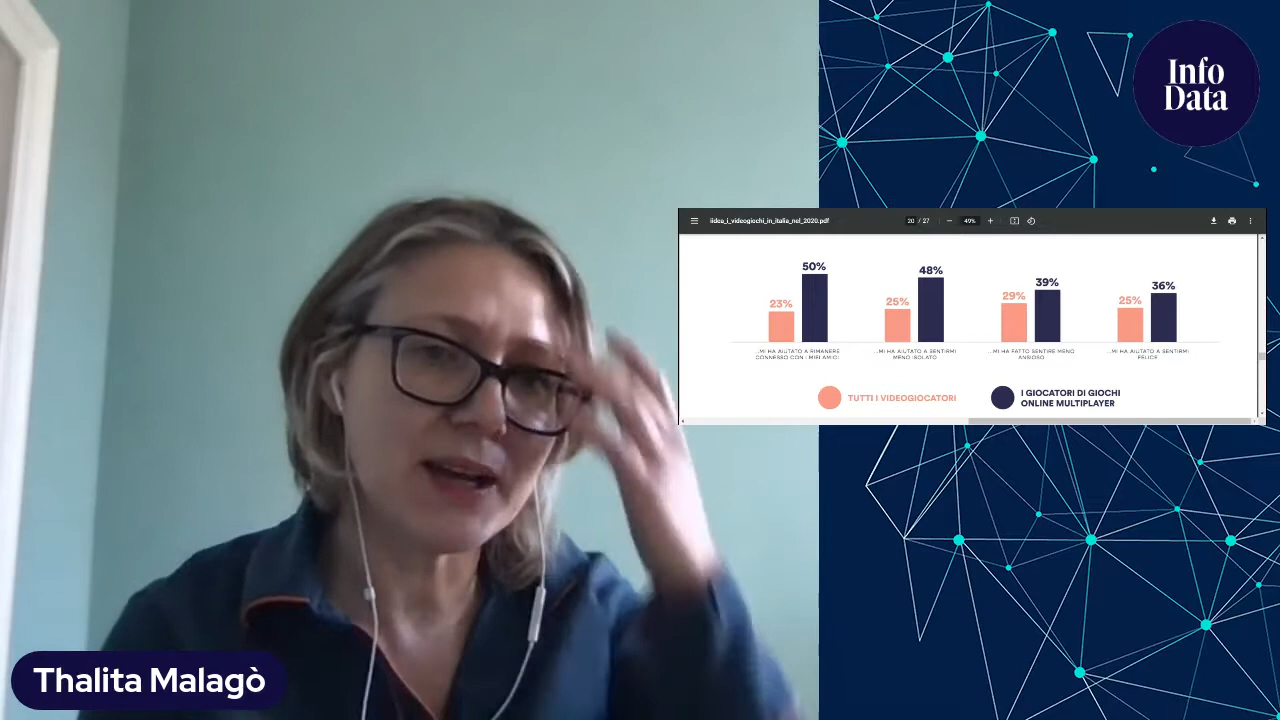 Info
Data
iidea_i_videogiochi_in_italia_nel_2020.pdf
20 / 27
49%
23%
50%
25%
48%
29%
39%
25%
36%
...MI HA AIUTATO A RIMANERE
CONNESSO CON I MIEI AMICI
...MI HA AIUTATO A SENTIRMI
MENO ISOLATO
...MI HA FATTO SENTIRE MENO
ANSIOSO
...MI HA AIUTATO A SENTIRMI
FELICE
TUTTI I VIDEOGIOCATORI
I GIOCATORI DI GIOCHI
ONLINE MULTIPLAYER
Thalita Malagò